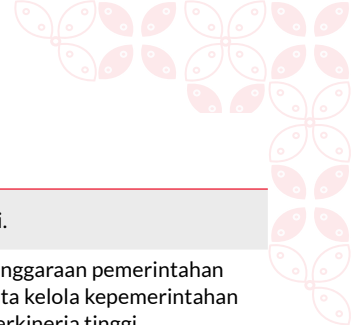 i.
nggaraan pemerintahan
ta kelola kepemerintahan
erkinerja tinggi